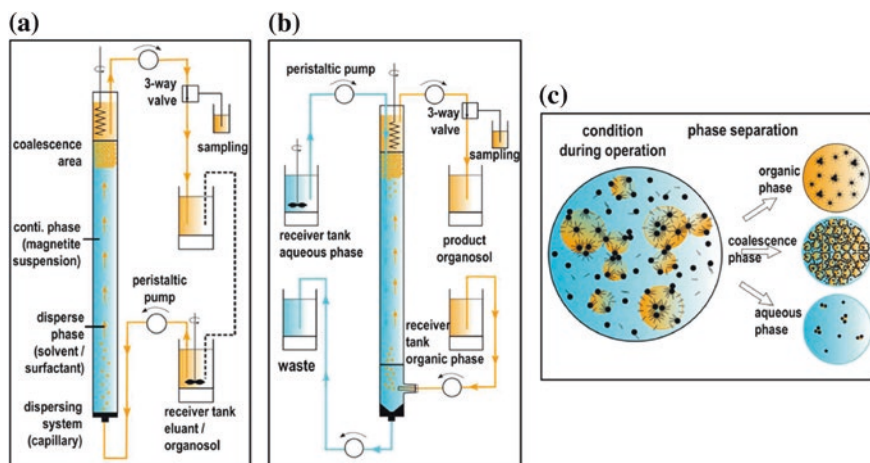 (a)
3-way
valve
sampling
coalescence
area
conti. phase
(magnetite
suspension)
peristaltic
pump
disperse
phase
(solvent /
surfactant)
dispersing
system
(capillary)
receiver tank
eluant /
organosol
(b)
peristaltic pump
3-way
valve
sampling
receiver tank
aqueous phase
product
organosol
waste
receiver
tank
organic phase
(c)
condition
during operation
phase separation
organic
phase
coalescence
phase
aqueous
phase